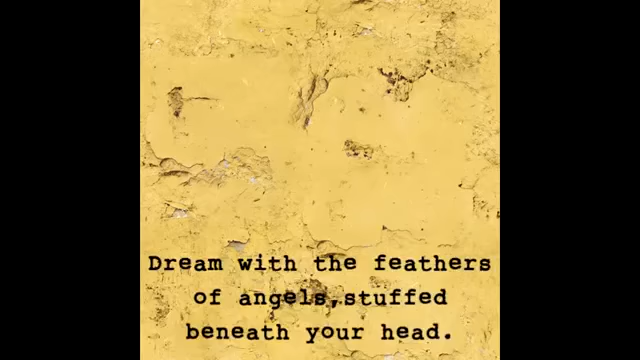 Dream with the feathers
of angels,stuffed
beneath your head.